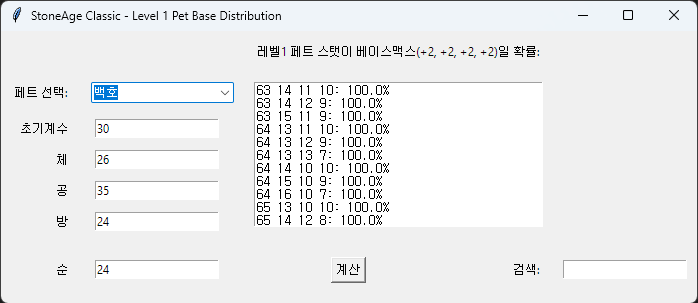 StoneAge Classic - Level 1 Pet Base Distribution
레벨1 페트 스탯이 베이스맥스(+2, +2, +2, +2)일 확률:
페트 선택: 백호
초기계수 30
체 26
공 35
방 24
순 24
63 14 11 10: 100.0%
63 14 12 9: 100.0%
63 15 11 9: 100.0%
64 13 11 10: 100.0%
64 13 12 9: 100.0%
64 13 13 7: 100.0%
64 14 10 10: 100.0%
64 15 10 9: 100.0%
64 16 10 7: 100.0%
65 13 10 10: 100.0%
65 14 12 8: 100.0%
계산
검색: